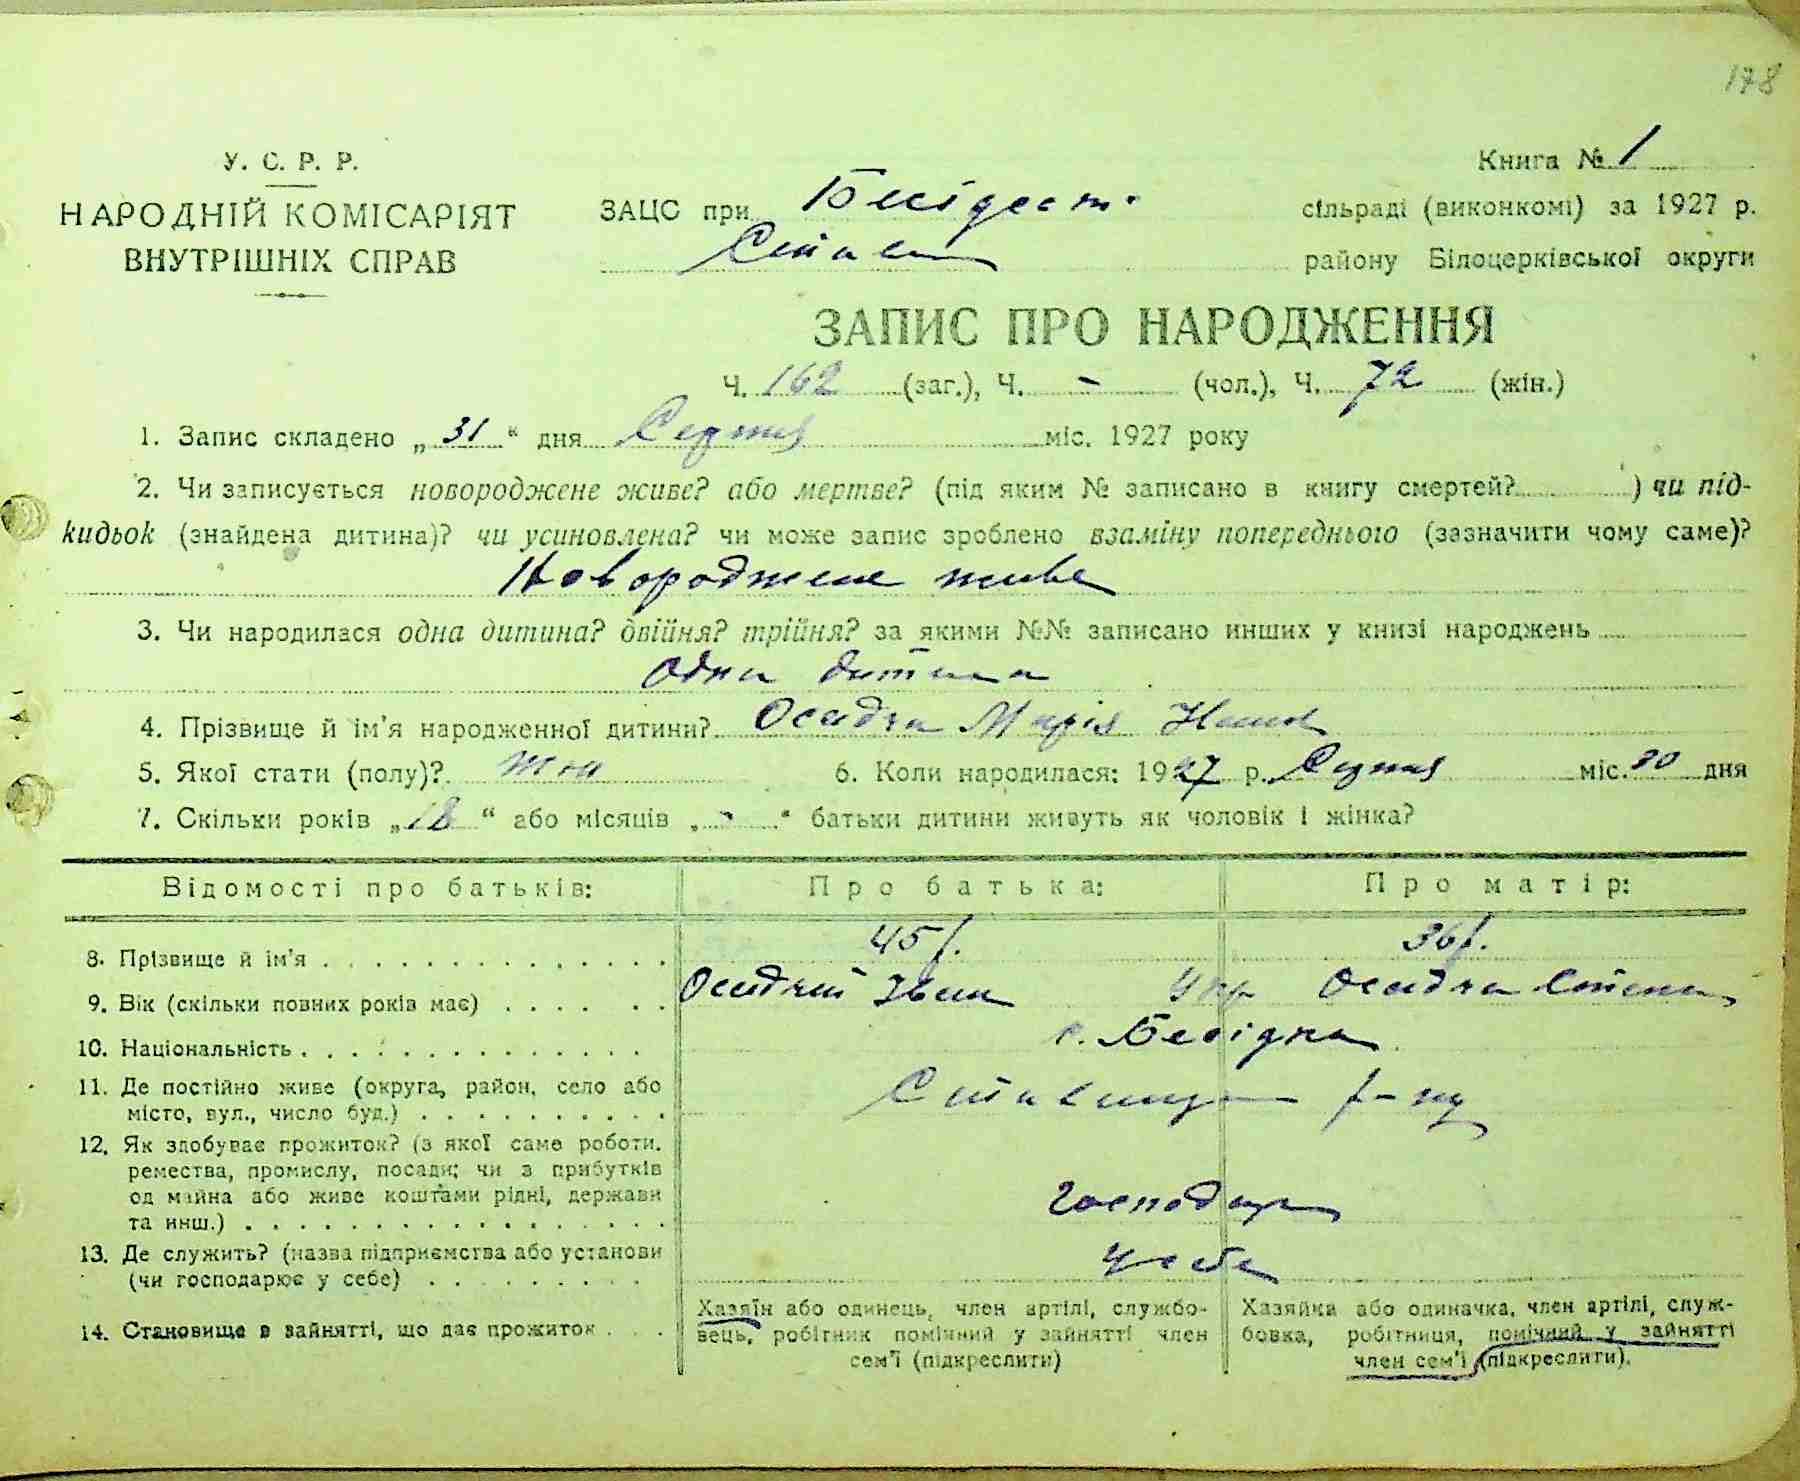 178
Книга № 1
У. С. Р. Р.
НАРОДНІЙ КОМІСАРІЯТ
ВНУТРІШНІХ СПРАВ
ЗАЦС при Бесідест. сільраді (виконкомі) за 1927 р.
Став району Білоцерківської округи
ЗАПИС ПРО НАРОДЖЕННЯ
Ч. 162 (заг.), Ч. - (чол.), Ч. 72 (жін.)
1. Запис складено „31“ дня Серпня міс. 1927 року
2. Чи записується новороджене живе? або мертве? (під яким № записано в книгу смертей? ) чи під-
кидьок (знайдена дитина)? чи усиновлена? чи може запис зроблено взаміну попереднього (зазначити чому саме)?
Новороджене живе
3. Чи народилася одна дитина? двійня? трійня? за якими №№ записано инших у книзі народжень
Одна дитина
4. Прізвище й ім'я народженної дитини? Осадча Марія
5. Якої стати (полу)? жін 6. Коли народилася: 1927 р. Серпня міс. 30 дня
7. Скільки років „18“ або місяців „-“ батьки дитини живуть як чоловік і жінка?
Відомості про батьків: Про батька: Про матір:
45 р. 36 р.
8. Прізвище й ім'я
9. Вік (скільки повних років має) Осадчий Іван Укр Осадча Степан
с. Бесідка
10. Національність
11. Де постійно живе (округа, район, село або
місто, вул., число буд.) Ставищан р-ну
12. Як здобуває прожиток? (з якої саме роботи,
ремества, промислу, посади; чи з прибутків
од майна або живе коштами рідні, держави
та инш.) Господар
13. Де служить? (назва підприємства або установи
(чи господарює у себе) У себе
14. Становище в зайнятті, що дає прожиток
Хазяїн або одинець, член артілі, службо-
вець, робітник помічний у зайнятті член
сем'ї (підкреслити)
Хазяйка або одиначка, член артілі, служ-
бовка, робітниця, помічний у зайнятті
член сем'ї (підкреслити).